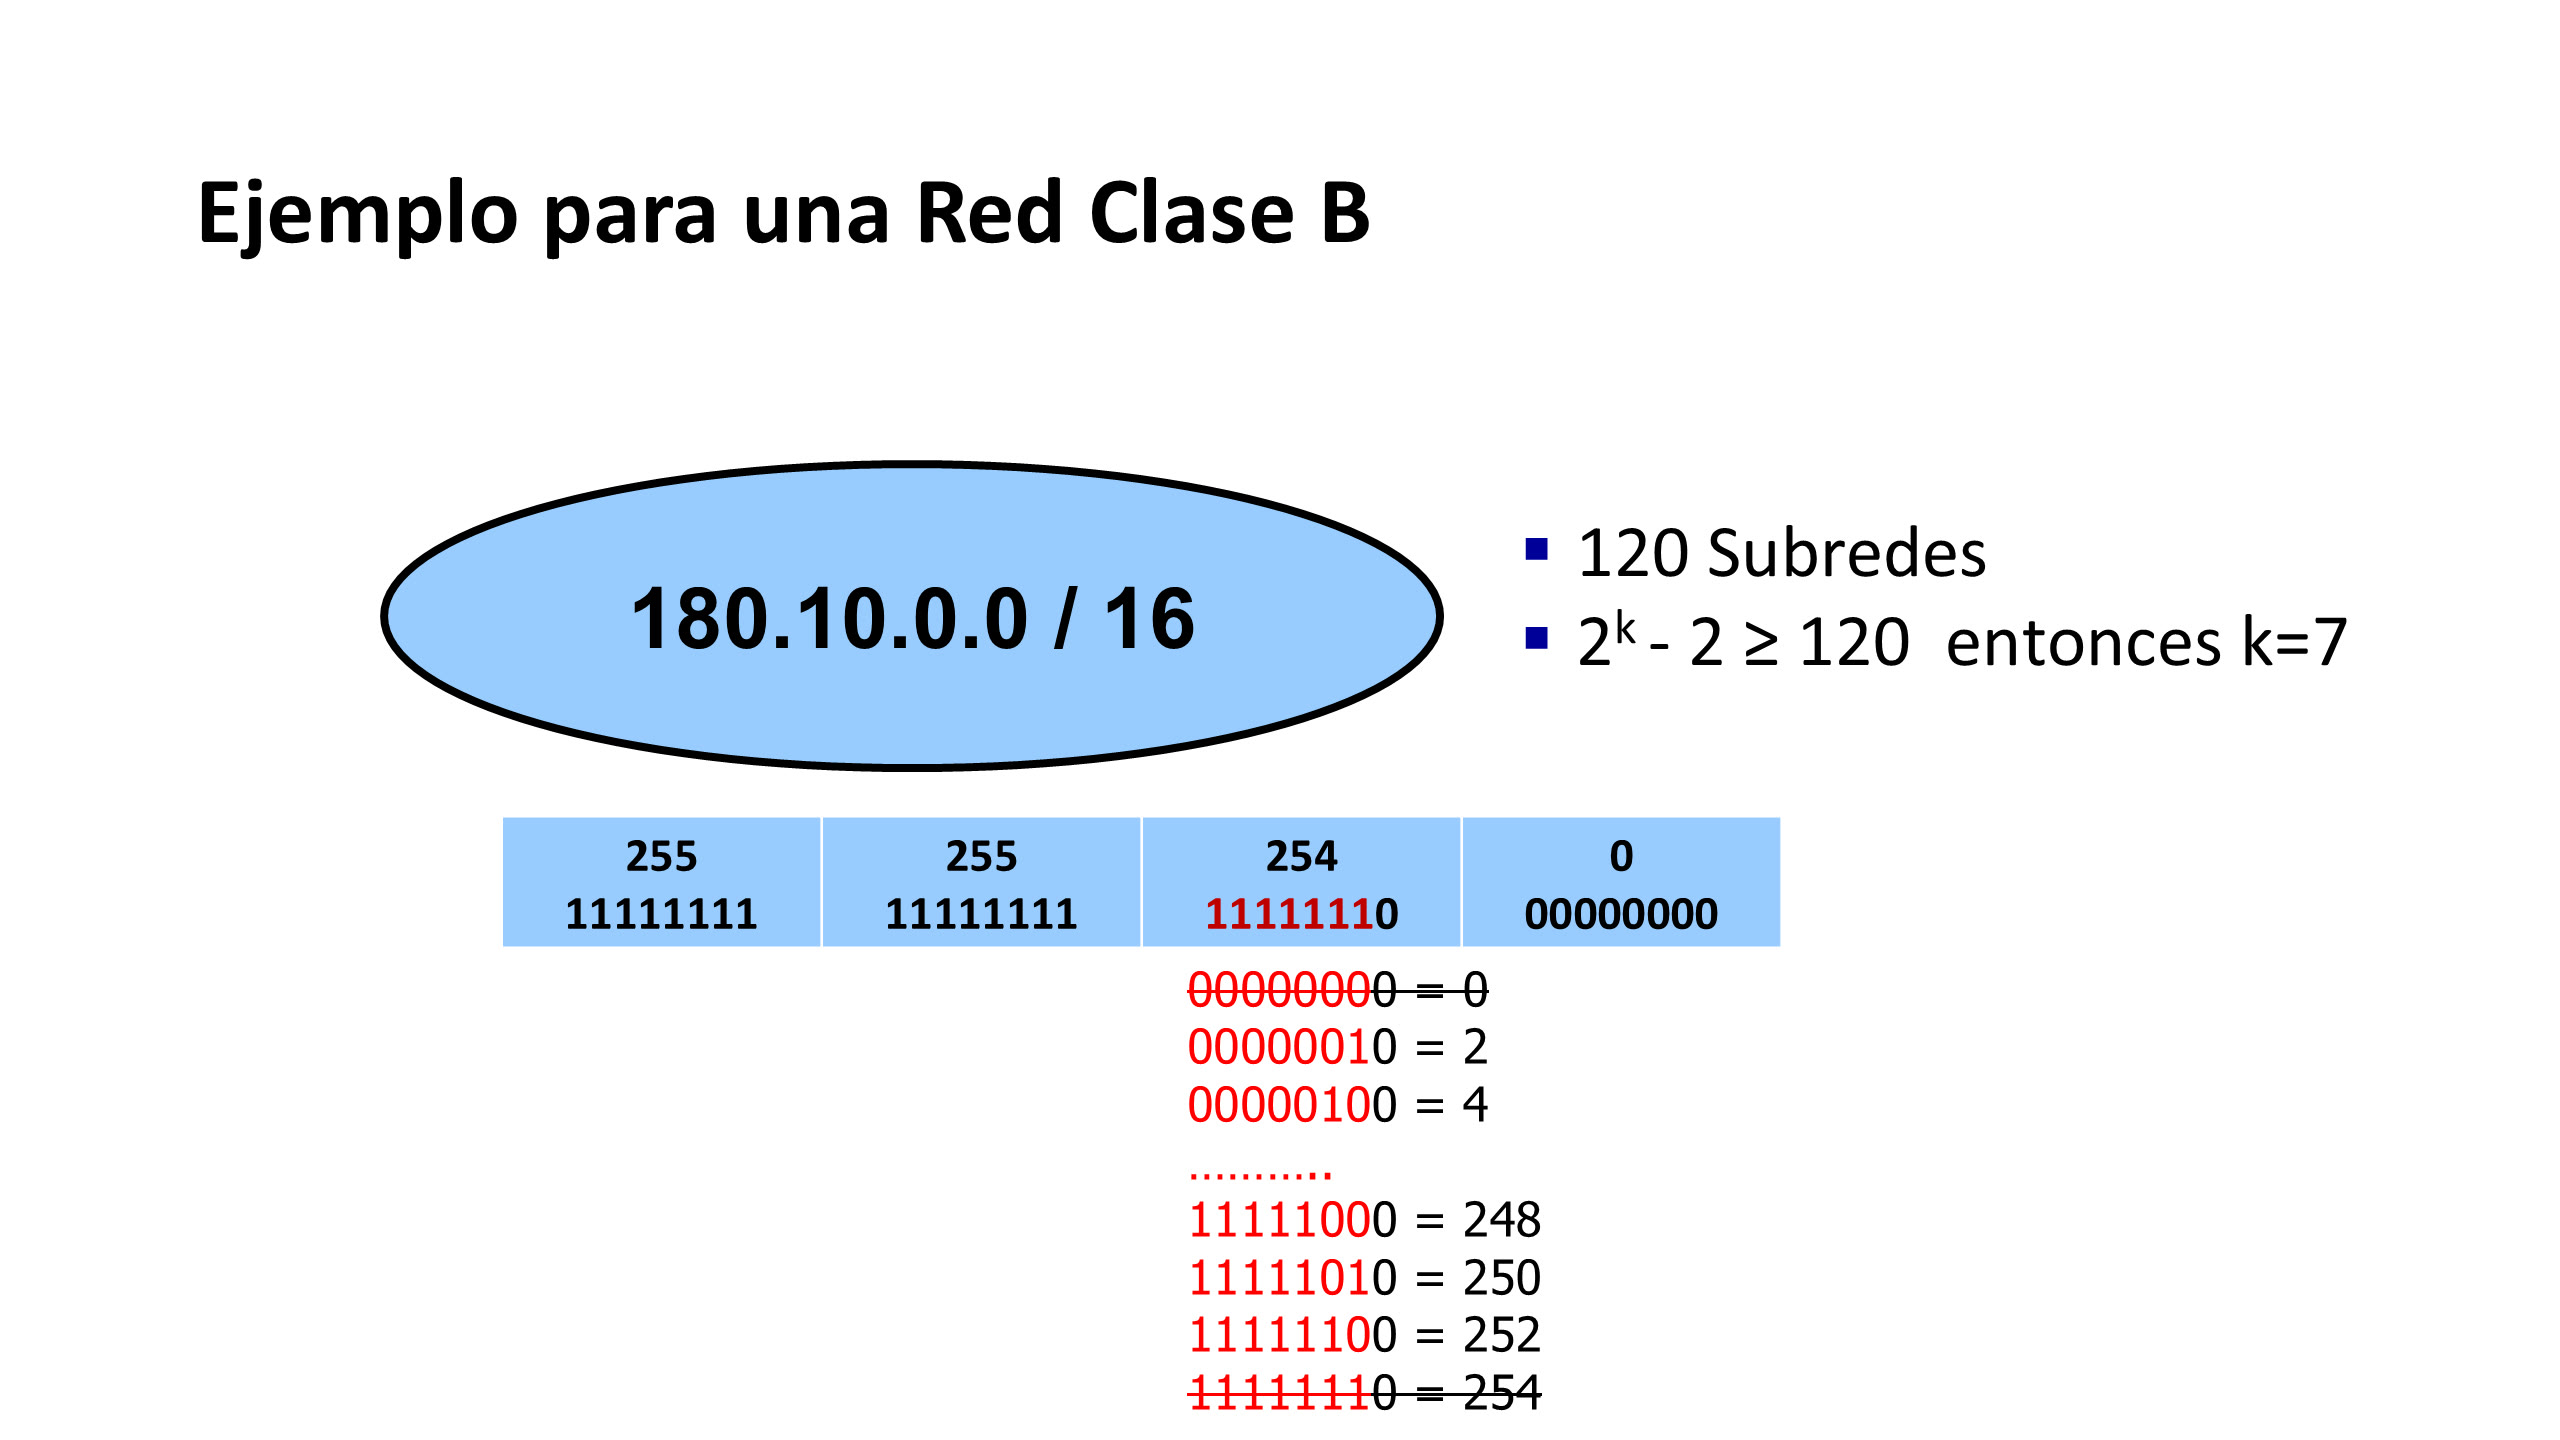 Ejemplo para una Red Clase B
180.10.0.0 / 16
▪ 120 Subredes
▪ 2ᵏ - 2 ≥ 120 entonces k=7
255 255 254 0
11111111 11111111 11111110 00000000
00000000 = 0
00000010 = 2
00000100 = 4
...........
11111000 = 248
11111010 = 250
11111100 = 252
11111110 = 254